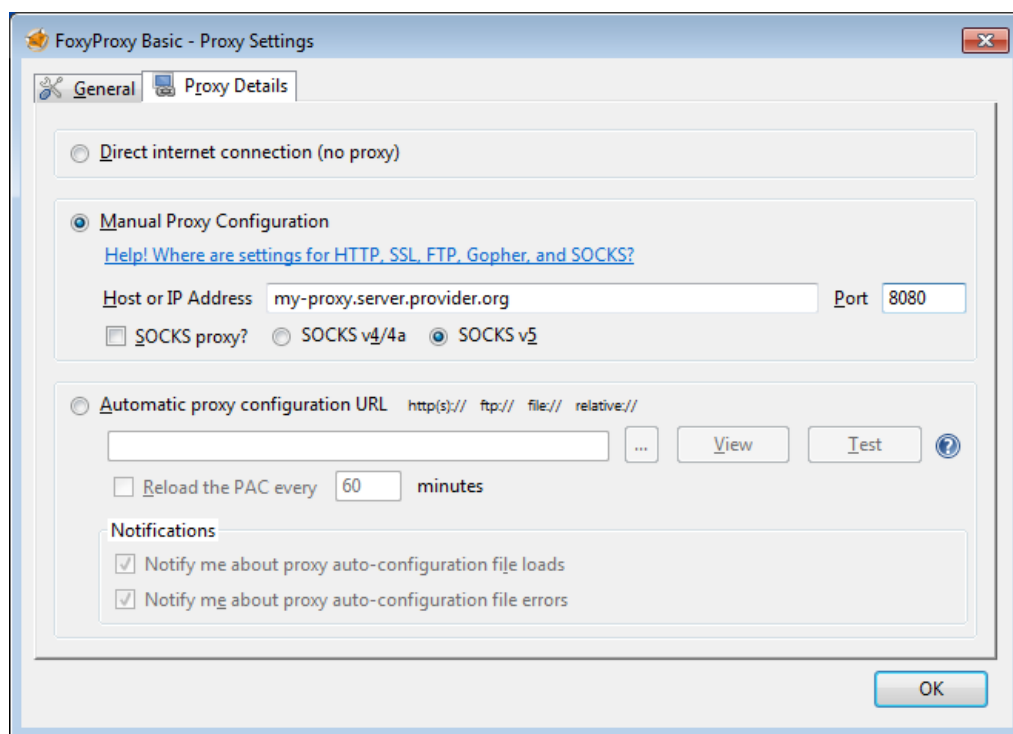 FoxyProxy Basic - Proxy Settings
General Proxy Details
Direct internet connection (no proxy)
Manual Proxy Configuration
Help! Where are settings for HTTP, SSL, FTP, Gopher, and SOCKS?
Host or IP Address my-proxy.server.provider.org Port 8080
SOCKS proxy? SOCKS v4/4a SOCKS v5
Automatic proxy configuration URL http(s):// ftp:// file:// relative://
... View Test ?
Reload the PAC every 60 minutes
Notifications
Notify me about proxy auto-configuration file loads
Notify me about proxy auto-configuration file errors
OK